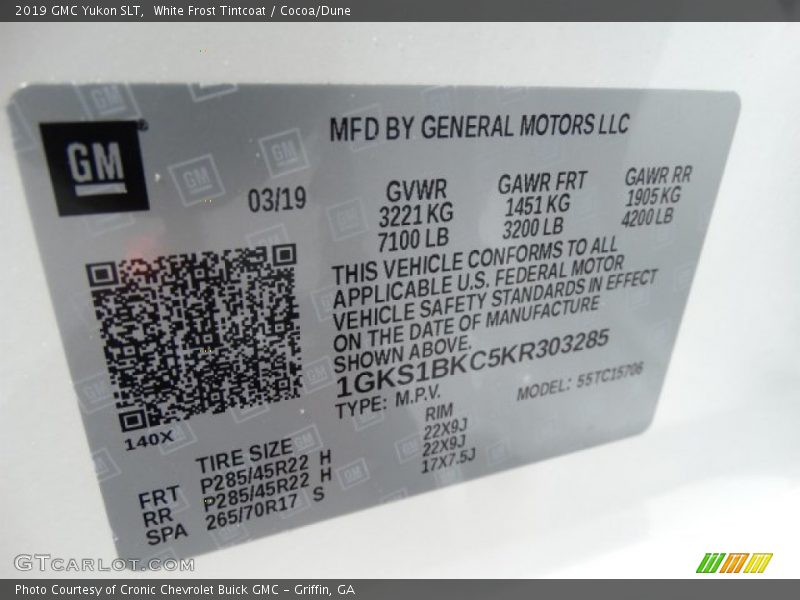 2019 GMC Yukon SLT, White Frost Tintcoat / Cocoa/Dune
GM
MFD BY GENERAL MOTORS LLC
03/19
GVWR
3221 KG
7100 LB
GAWR FRT
1451 KG
3200 LB
GAWR RR
1905 KG
4200 LB
THIS VEHICLE CONFORMS TO ALL
APPLICABLE U.S. FEDERAL MOTOR
VEHICLE SAFETY STANDARDS IN EFFECT
ON THE DATE OF MANUFACTURE
SHOWN ABOVE.
1GKS1BKC5KR303285
TYPE: M.P.V.
MODEL: 55TC15706
140X
TIRE SIZE
RIM
FRT P285/45R22 H 22X9J
RR P285/45R22 H 22X9J
SPA 265/70R17 S 17X7.5J
GTCarlot.com
Photo Courtesy of Cronic Chevrolet Buick GMC - Griffin, GA